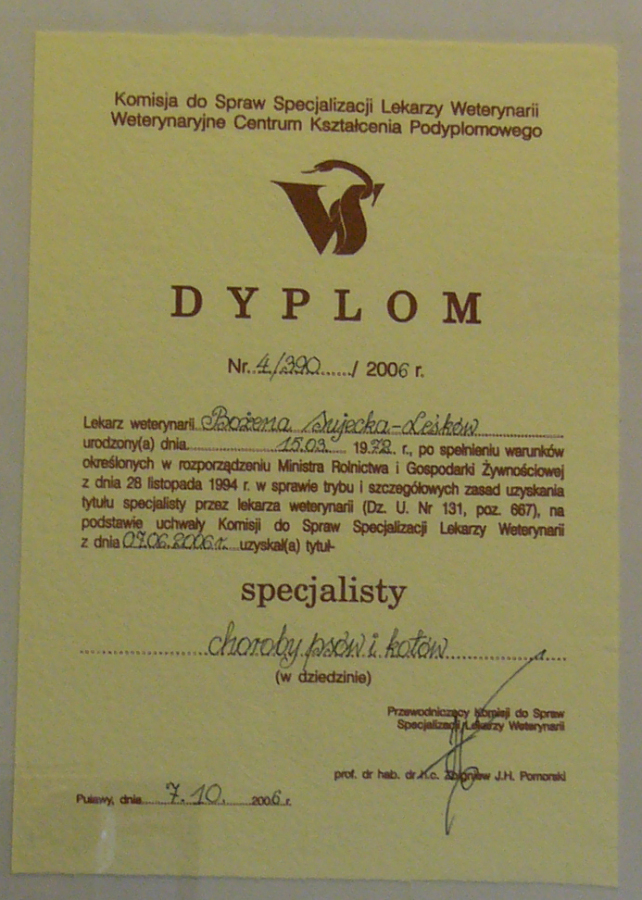 Komisja do Spraw Specjalizacji Lekarzy Weterynarii
Weterynaryjne Centrum Kształcenia Podyplomowego
DYPLOM
Nr. 4/390 / 2006 r.
Lekarz weterynarii Bożena Sujecka-Leśków
urodzony(a) dnia 15.03. 1972. r., po spełnieniu warunków
określonych w rozporządzeniu Ministra Rolnictwa i Gospodarki Żywnościowej
z dnia 28 listopada 1994 r. w sprawie trybu i szczegółowych zasad uzyskania
tytułu specjalisty przez lekarza weterynarii (Dz. U. Nr 131, poz. 667), na
podstawie uchwały Komisji do Spraw Specjalizacji Lekarzy Weterynarii
z dnia 07.06.2006 r. uzyskał(a) tytuł-
specjalisty
choroby psów i kotów
(w dziedzinie)
Przewodniczący Komisji do Spraw
Specjalizacji Lekarzy Weterynarii
prof. dr hab. dr h.c. Zbigniew J.H. Pomorski
Puławy, dnia 7.10. 2006 r.